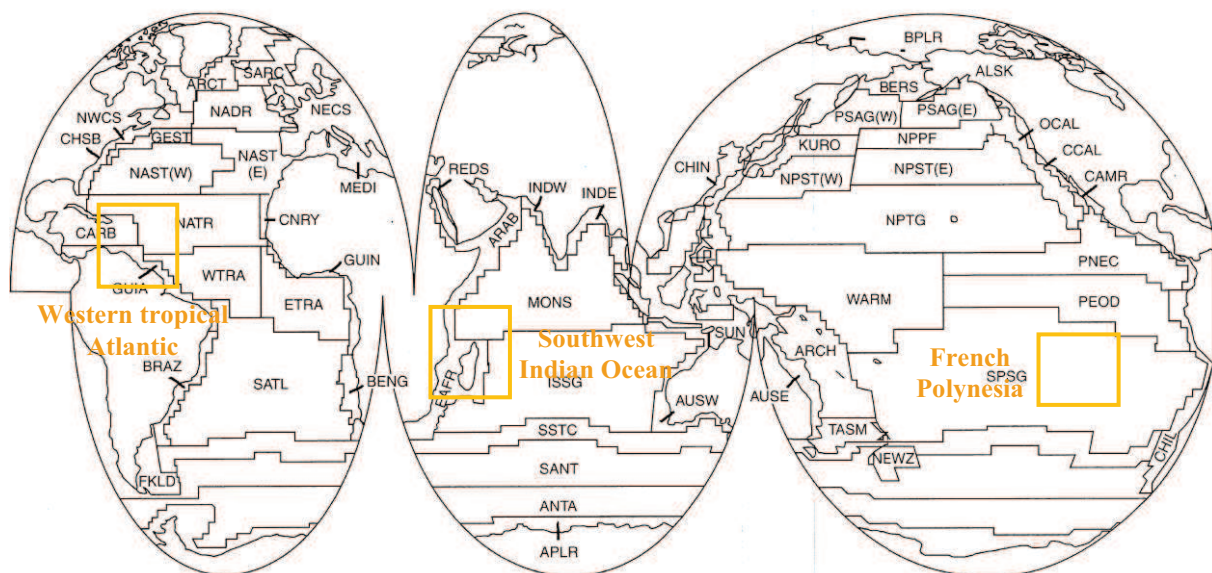 BPLR
SARC
ARCT
ALSK
BERS
NWCS
NADR
NECS
PSAG(W)
PSAG(E)
CHSB
GEST
OCAL
KURO
NPPF
NAST(W)
NAST
(E)
MEDI
REDS
INDW
INDE
CHIN
CCAL
NPST(W)
NPST(E)
CAMR
CARB
NATR
CNRY
ARAB
NPTG
GUIN
PNEC
GUIA
WTRA
ETRA
MONS
WARM
PEOD
Western tropical
Atlantic
SUN
Southwest
Indian Ocean
ARCH
French
Polynesia
BRAZ
SATL
BENG
AFR
ISSG
AUSW
AUSE
SPSG
SSTC
TASM
NEWZ
CHIL
FKLD
SANT
ANTA
APLR